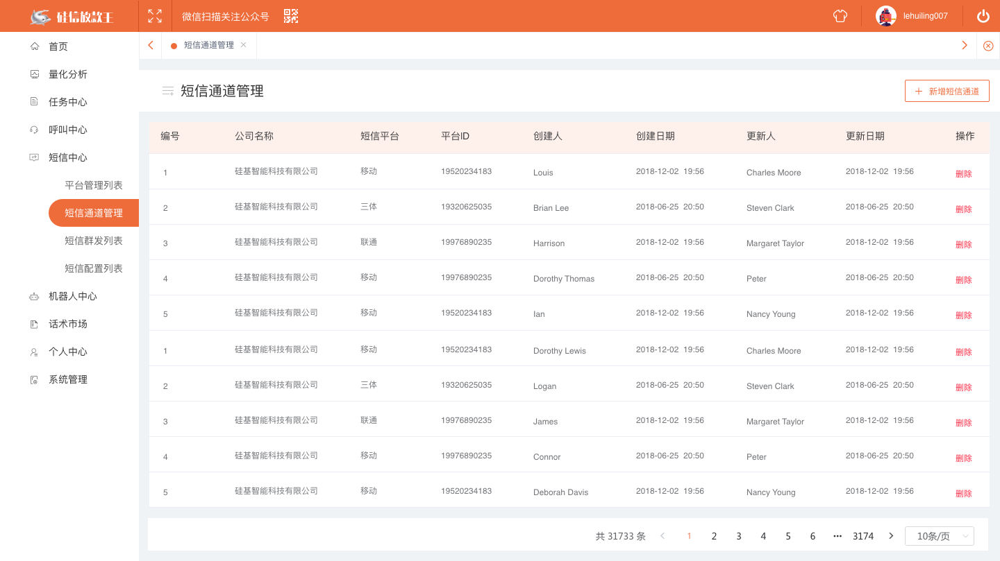 硅信放款王 微信扫描关注公众号 lehuiling007
首页
量化分析
任务中心
呼叫中心
短信中心
平台管理列表
短信通道管理
短信群发列表
短信配置列表
机器人中心
话术市场
个人中心
系统管理
短信通道管理
短信通道管理 新增短信通道
编号 公司名称 短信平台 平台ID 创建人 创建日期 更新人 更新日期 操作
1 硅基智能科技有限公司 移动 19520234183 Louis 2018-12-02 19:56 Charles Moore 2018-12-02 19:56 删除
2 硅基智能科技有限公司 三体 19320625035 Brian Lee 2018-06-25 20:50 Steven Clark 2018-06-25 20:50 删除
3 硅基智能科技有限公司 联通 19976890235 Harrison 2018-12-02 19:56 Margaret Taylor 2018-12-02 19:56 删除
4 硅基智能科技有限公司 移动 19976890235 Dorothy Thomas 2018-06-25 20:50 Peter 2018-06-25 20:50 删除
5 硅基智能科技有限公司 移动 19520234183 Ian 2018-12-02 19:56 Nancy Young 2018-12-02 19:56 删除
1 硅基智能科技有限公司 移动 19520234183 Dorothy Lewis 2018-12-02 19:56 Charles Moore 2018-12-02 19:56 删除
2 硅基智能科技有限公司 三体 19320625035 Logan 2018-06-25 20:50 Steven Clark 2018-06-25 20:50 删除
3 硅基智能科技有限公司 联通 19976890235 James 2018-12-02 19:56 Margaret Taylor 2018-12-02 19:56 删除
4 硅基智能科技有限公司 移动 19976890235 Connor 2018-06-25 20:50 Peter 2018-06-25 20:50 删除
5 硅基智能科技有限公司 移动 19520234183 Deborah Davis 2018-12-02 19:56 Nancy Young 2018-12-02 19:56 删除
共 31733 条 1 2 3 4 5 6 ••• 3174 10条/页